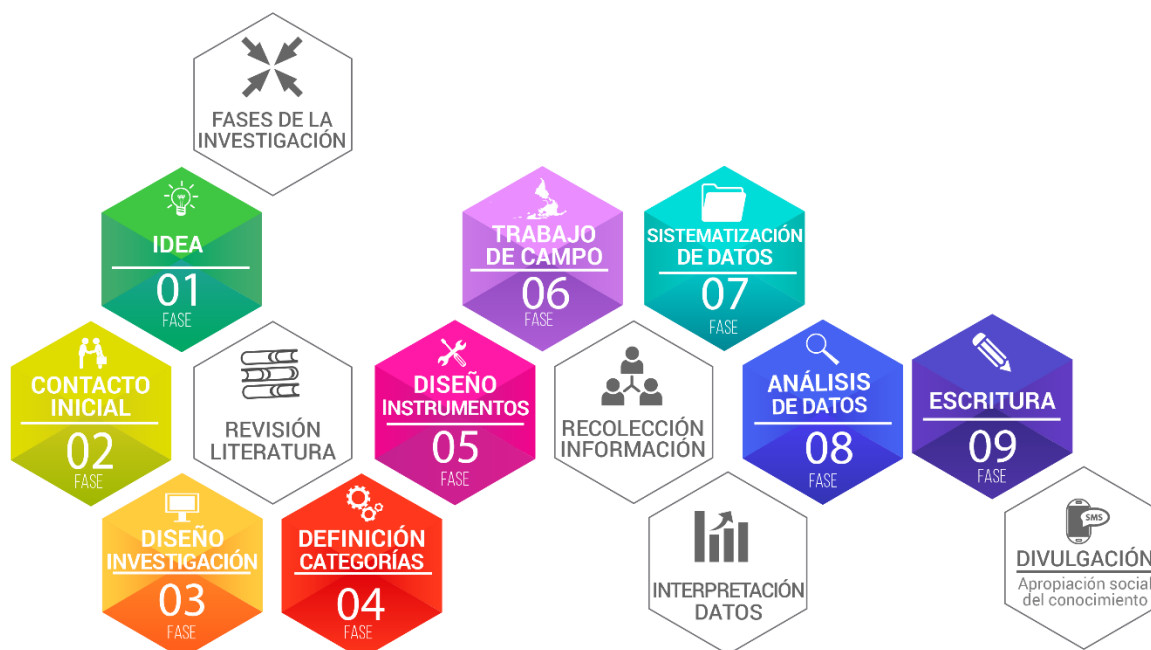 FASES DE LA
INVESTIGACIÓN
IDEA
01
FASE
CONTACTO
INICIAL
02
FASE
REVISIÓN
LITERATURA
DISEÑO
INVESTIGACIÓN
03
FASE
DEFINICIÓN
CATEGORÍAS
04
FASE
DISEÑO
INSTRUMENTOS
05
FASE
TRABAJO
DE CAMPO
06
FASE
RECOLECCIÓN
INFORMACIÓN
SISTEMATIZACIÓN
DE DATOS
07
FASE
ANÁLISIS
DE DATOS
08
FASE
INTERPRETACIÓN
DATOS
ESCRITURA
09
FASE
SMS
DIVULGACIÓN
Apropiación social
del conocimiento